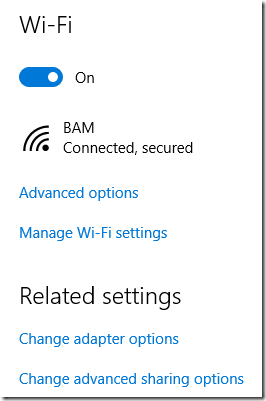 Wi-Fi
On
BAM
Connected, secured
Advanced options
Manage Wi-Fi settings
Related settings
Change adapter options
Change advanced sharing options